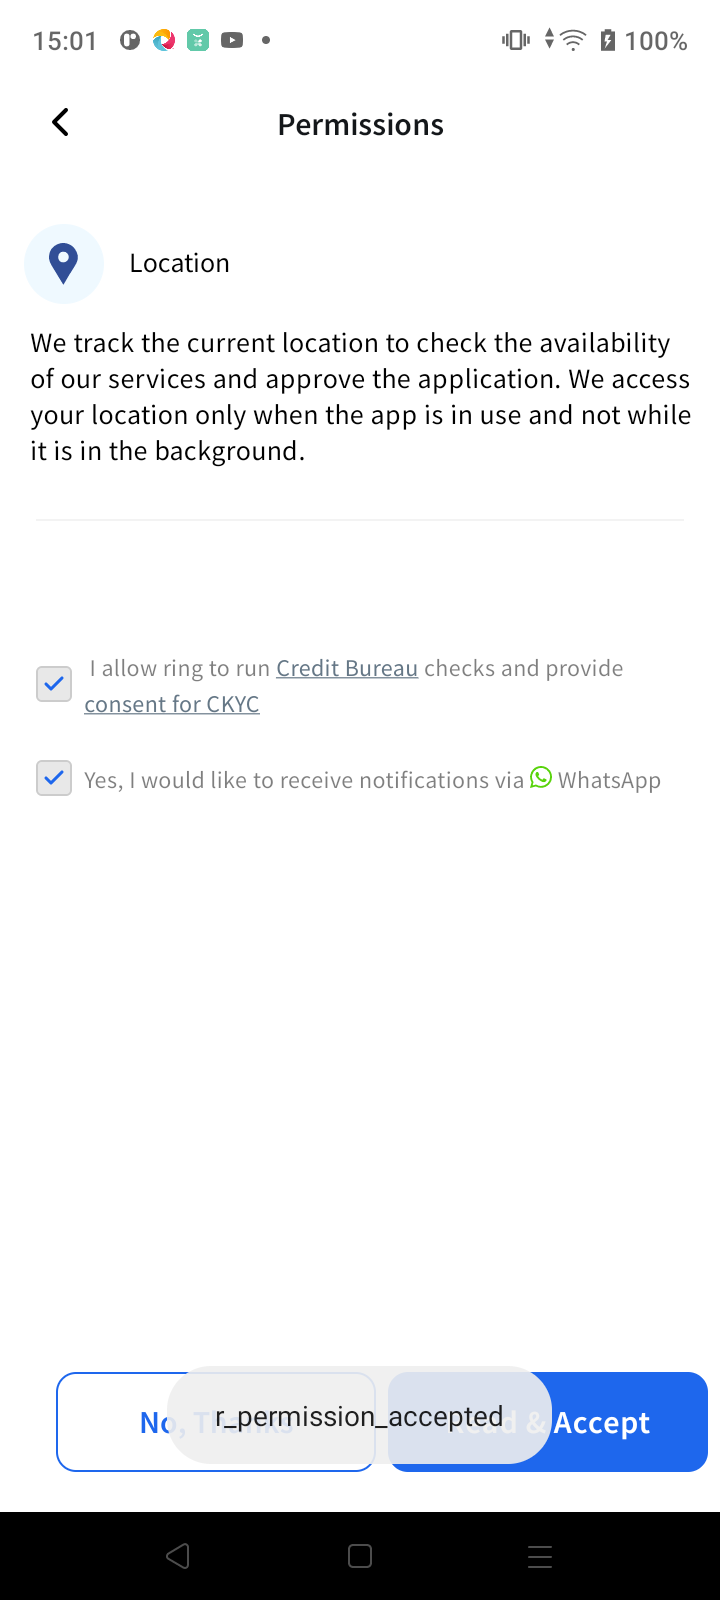 15:01
100%
Permissions
Location
We track the current location to check the availability
of our services and approve the application. We access
your location only when the app is in use and not while
it is in the background.
I allow ring to run Credit Bureau checks and provide
consent for CKYC
Yes, I would like to receive notifications via WhatsApp
No, Thanks
Read & Accept
r_permission_accepted